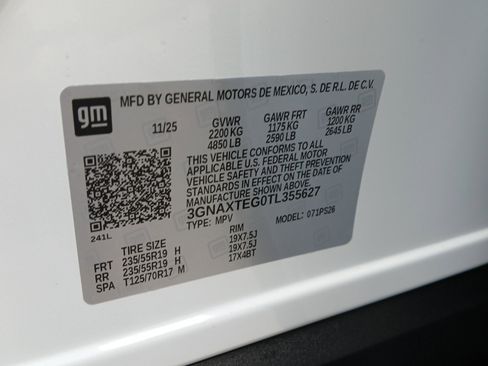 gm
MFD BY GENERAL MOTORS DE MEXICO, S. DE R.L. DE C.V.
11/25 GVWR GAWR FRT GAWR RR
2200 KG 1175 KG 1200 KG
4850 LB 2590 LB 2645 LB
THIS VEHICLE CONFORMS TO ALL
APPLICABLE U.S. FEDERAL MOTOR
VEHICLE SAFETY AND THEFT PREVENTION
STANDARDS IN EFFECT ON THE DATE OF
MANUFACTURE SHOWN ABOVE.
3GNAXTEG0TL355627
TYPE: MPV MODEL: 071PS26
241L
TIRE SIZE RIM
FRT 235/55R19 H 19X7.5J
RR 235/55R19 H 19X7.5J
SPA T125/70R17 M 17X4BT